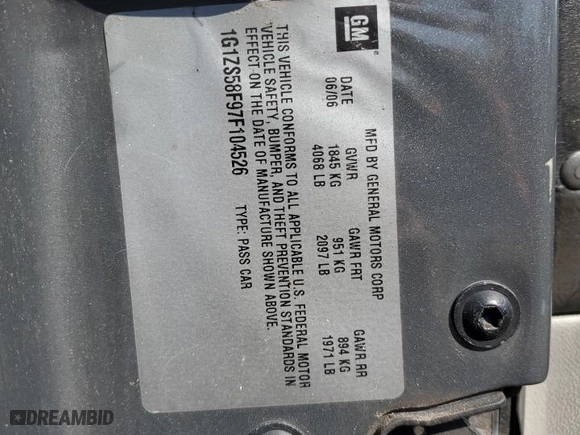 GM
MFD BY GENERAL MOTORS CORP
DATE GVWR GAWR FRT GAWR RR
06/06 1845 KG 951 KG 894 KG
4068 LB 2097 LB 1971 LB
THIS VEHICLE CONFORMS TO ALL APPLICABLE U.S. FEDERAL MOTOR
VEHICLE SAFETY, BUMPER, AND THEFT PREVENTION STANDARDS IN
EFFECT ON THE DATE OF MANUFACTURE SHOWN ABOVE.
1G1ZS58F97F104526 TYPE: PASS CAR
DREAMBID